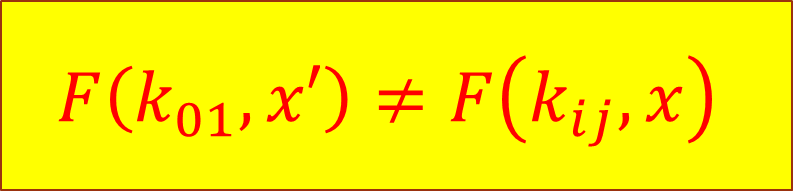 F(k₀₁, x′) ≠ F(kᵢⱼ, x)